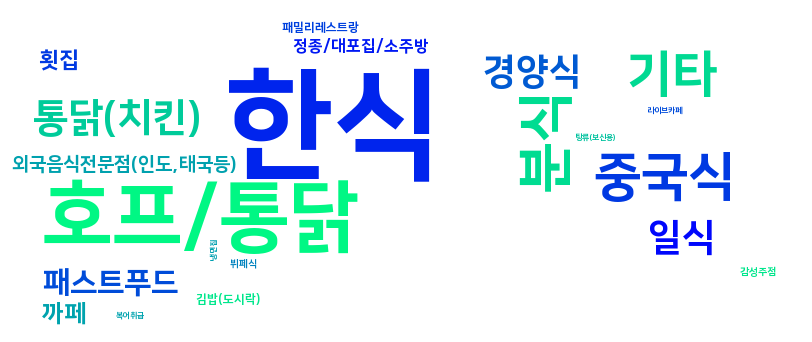 패밀리레스트랑
정종/대포집/소주방
횟집
경양식
기타
통닭(치킨)
한식
분식
라이브카페
탕류(보신용)
외국음식전문점(인도,태국등)
중국식
호프/통닭
일식
냉면집
뷔페식
감성주점
패스트푸드
김밥(도시락)
까페
복어취급